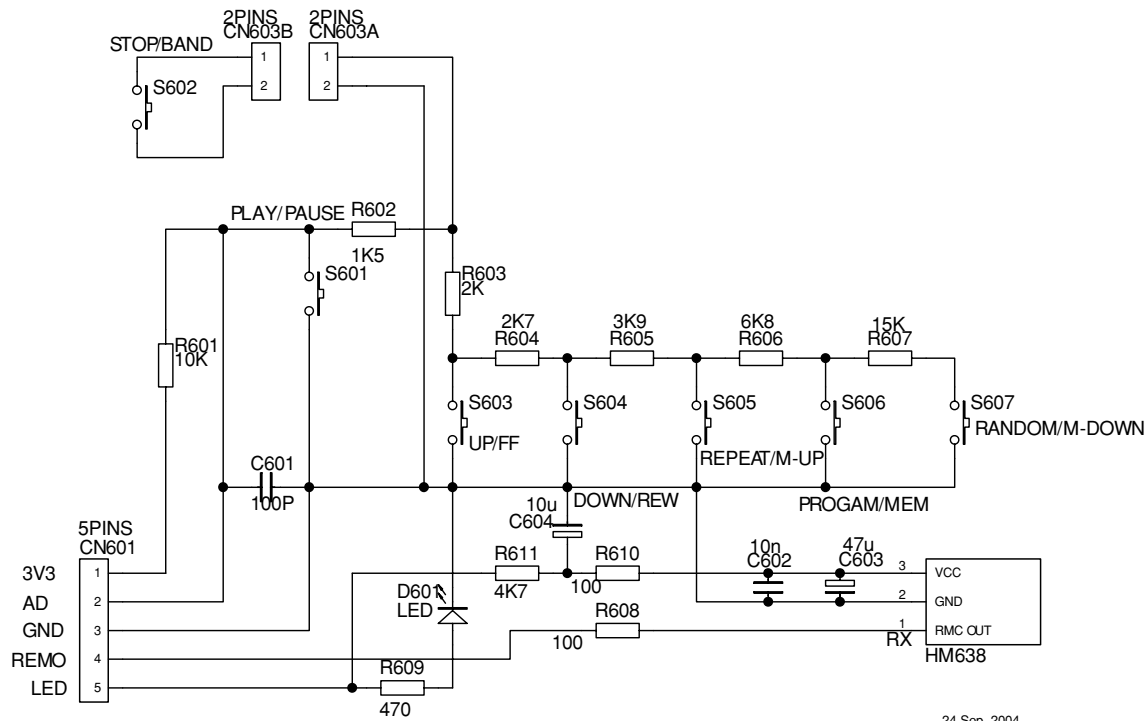 2PINS
CN603B
2PINS
CN603A
STOP/BAND
1
2
1
2
S602
PLAY/PAUSE
R602
1K5
S601
R603
2K
R601
10K
2K7
R604
3K9
R605
6K8
R606
15K
R607
S603
UP/FF
S604
S605
REPEAT/M-UP
S606
S607
RANDOM/M-DOWN
C601
100P
DOWN/REW
PROGAM/MEM
10u
C604
5PINS
CN601
3V3
1
AD
2
GND
3
REMO
4
LED
5
R611
4K7
R610
100
10n
C602
47u
C603
3
VCC
2
GND
1
RMC OUT
RX
HM638
D601
LED
R608
100
R609
470
24 Sep 2004